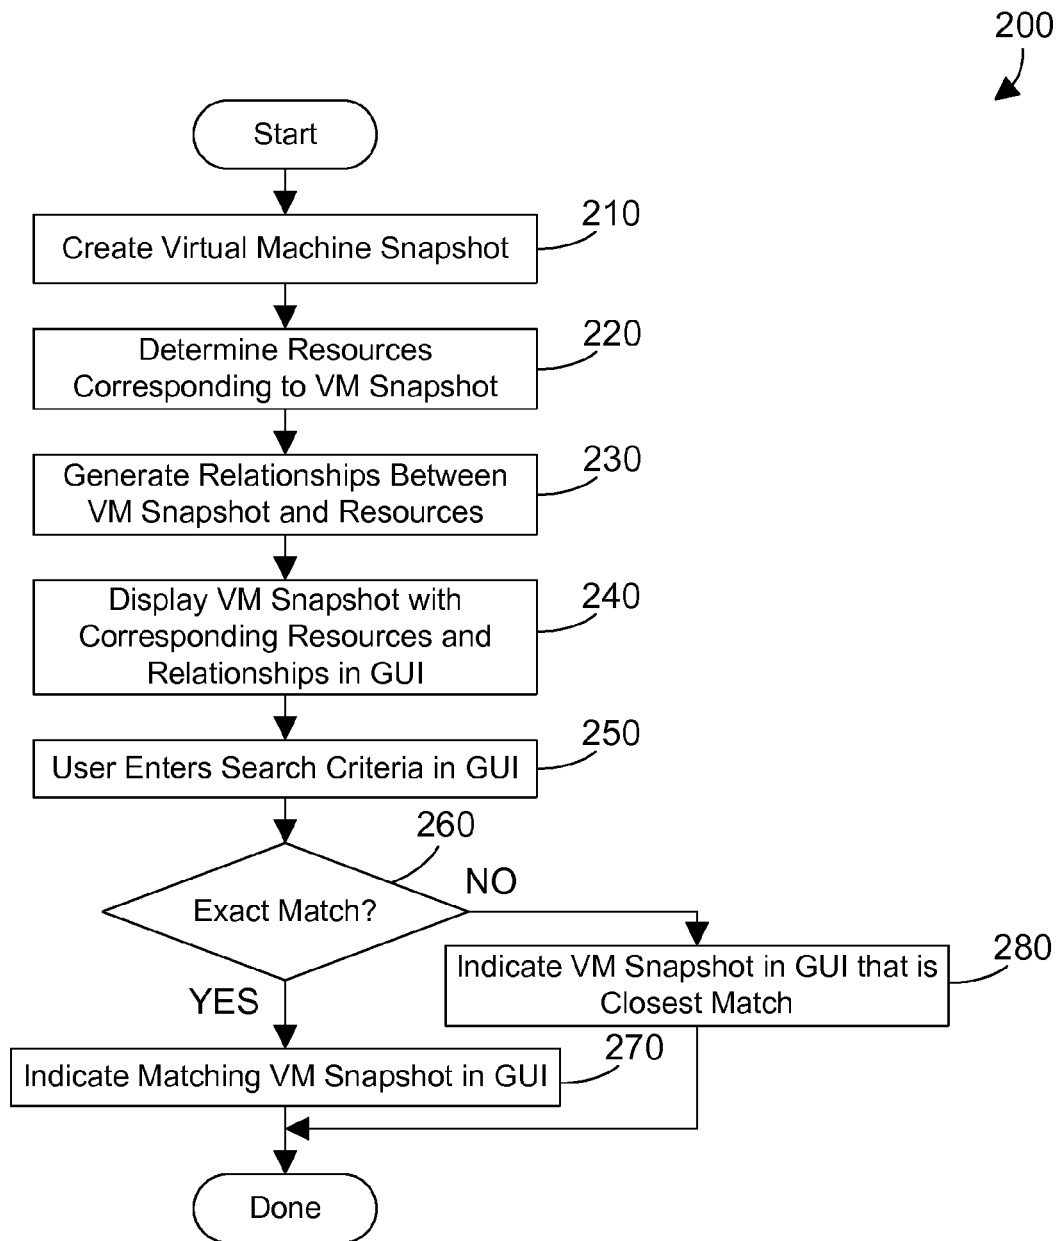 200
Start
210
Create Virtual Machine Snapshot
220
Determine Resources
Corresponding to VM Snapshot
230
Generate Relationships Between
VM Snapshot and Resources
240
Display VM Snapshot with
Corresponding Resources and
Relationships in GUI
250
User Enters Search Criteria in GUI
260
Exact Match?
NO
280
Indicate VM Snapshot in GUI that is
Closest Match
YES
270
Indicate Matching VM Snapshot in GUI
Done